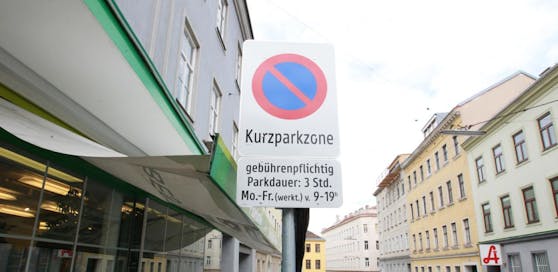 Kurzparkzone
gebührenpflichtig
Parkdauer: 3 Std.
Mo.-Fr. (werkt.) v. 9-19h